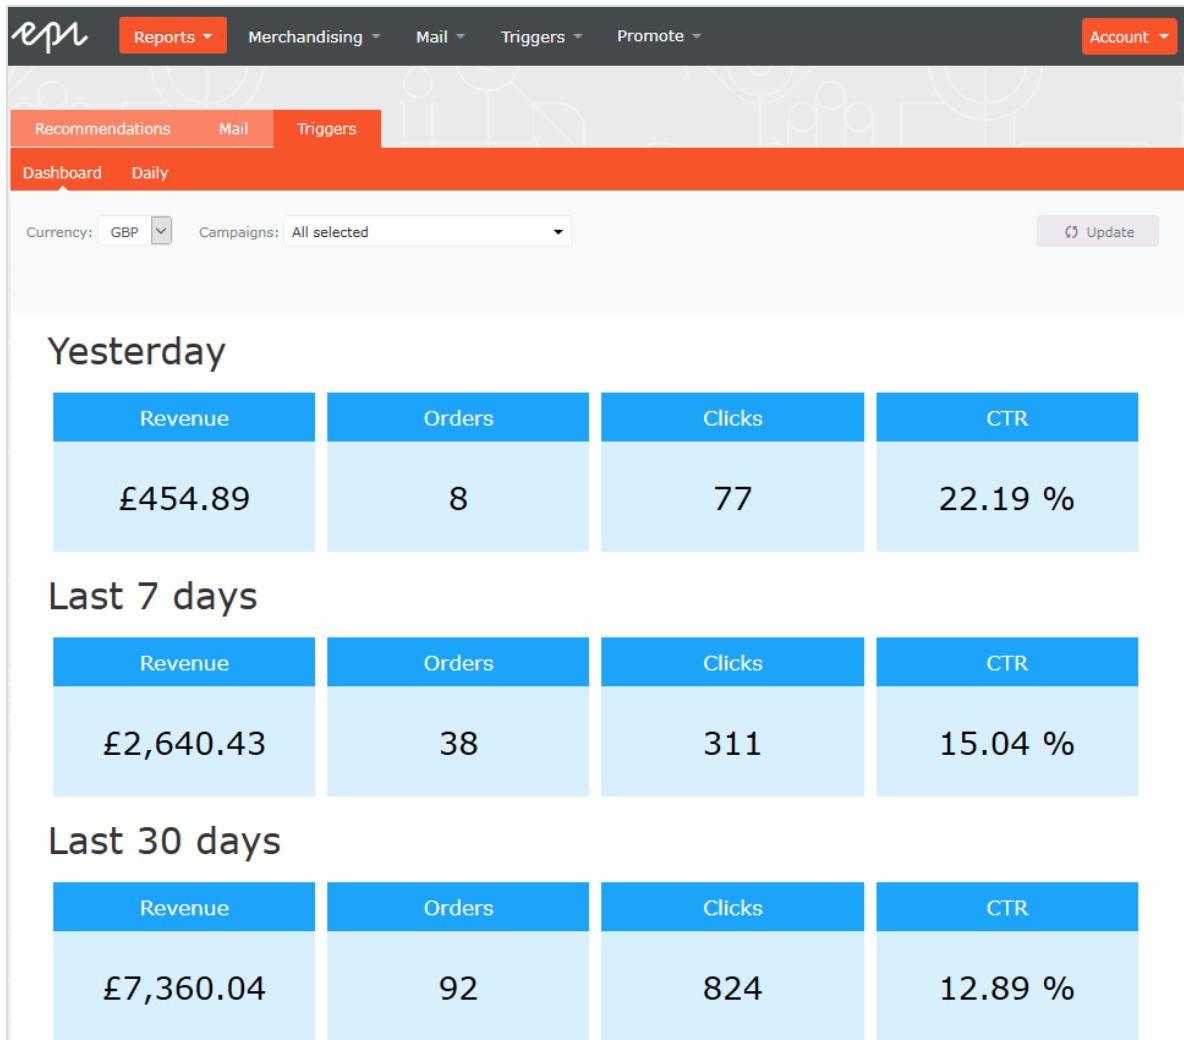 epi Reports Merchandising Mail Triggers Promote Account
Recommendations Mail Triggers
Dashboard Daily
Currency: GBP Campaigns: All selected Update
Yesterday
Revenue Orders Clicks CTR
£454.89 8 77 22.19 %
Last 7 days
Revenue Orders Clicks CTR
£2,640.43 38 311 15.04 %
Last 30 days
Revenue Orders Clicks CTR
£7,360.04 92 824 12.89 %